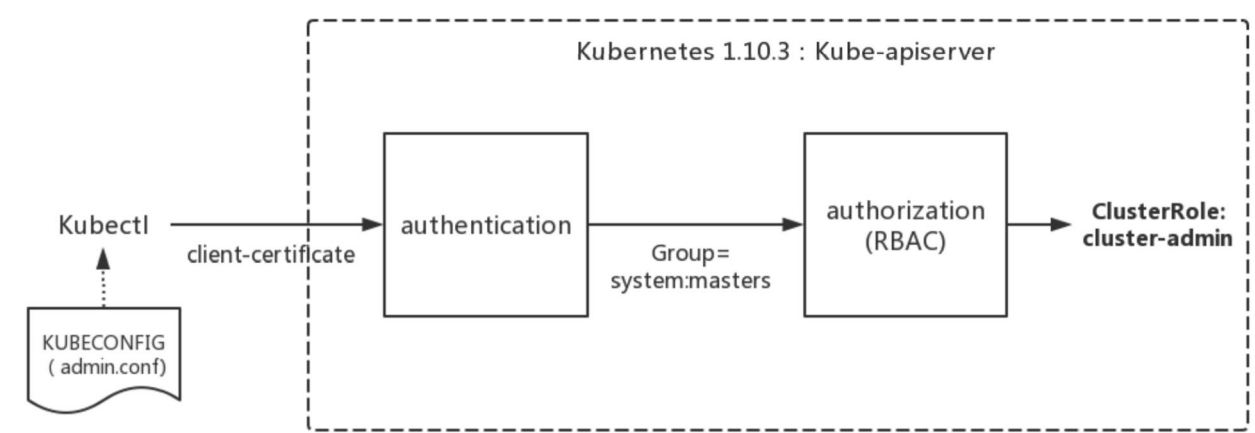 Kubernetes 1.10.3 : Kube-apiserver
Kubectl
client-certificate
authentication
Group=
system:masters
authorization
(RBAC)
ClusterRole:
cluster-admin
KUBECONFIG
( admin.conf)